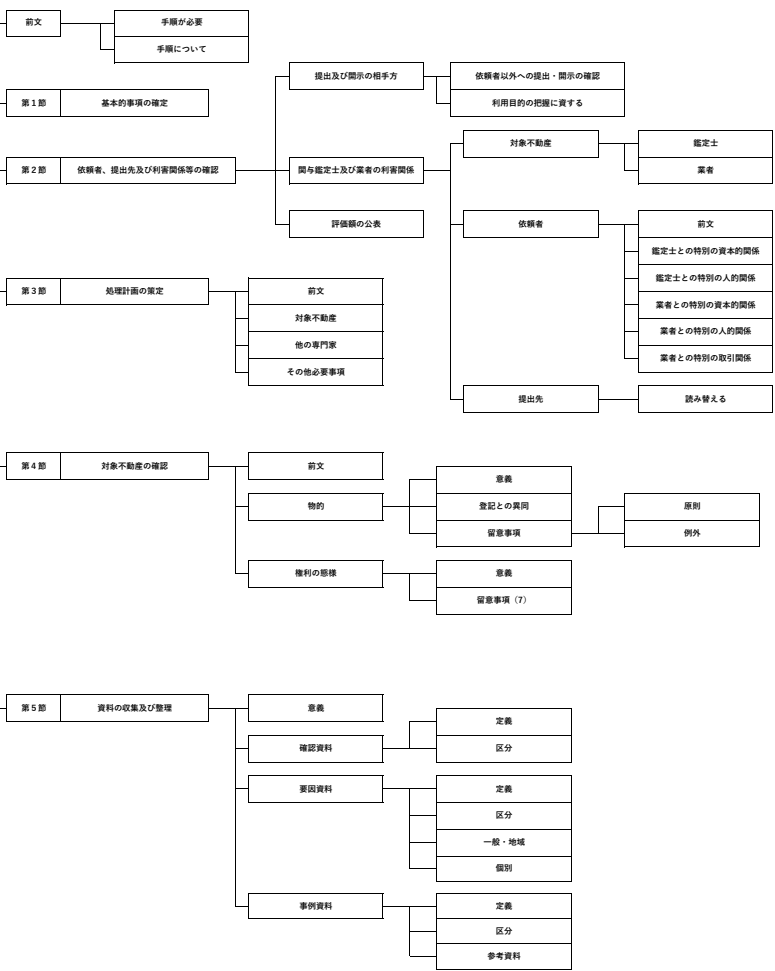 前文
手順が必要
手順について
第１節
基本的事項の確定
第２節
依頼者、提出先及び利害関係等の確認
提出及び開示の相手方
依頼者以外への提出・開示の確認
利用目的の把握に資する
関与鑑定士及び業者の利害関係
対象不動産
鑑定士
業者
依頼者
前文
鑑定士との特別の資本的関係
鑑定士との特別の人的関係
業者との特別の資本的関係
業者との特別の人的関係
業者との特別の取引関係
提出先
読み替える
評価額の公表
第３節
処理計画の策定
前文
対象不動産
他の専門家
その他必要事項
第４節
対象不動産の確認
前文
物的
意義
登記との異同
留意事項
原則
例外
権利の態様
意義
留意事項（7）
第５節
資料の収集及び整理
意義
確認資料
定義
区分
要因資料
定義
区分
一般・地域
個別
事例資料
定義
区分
参考資料